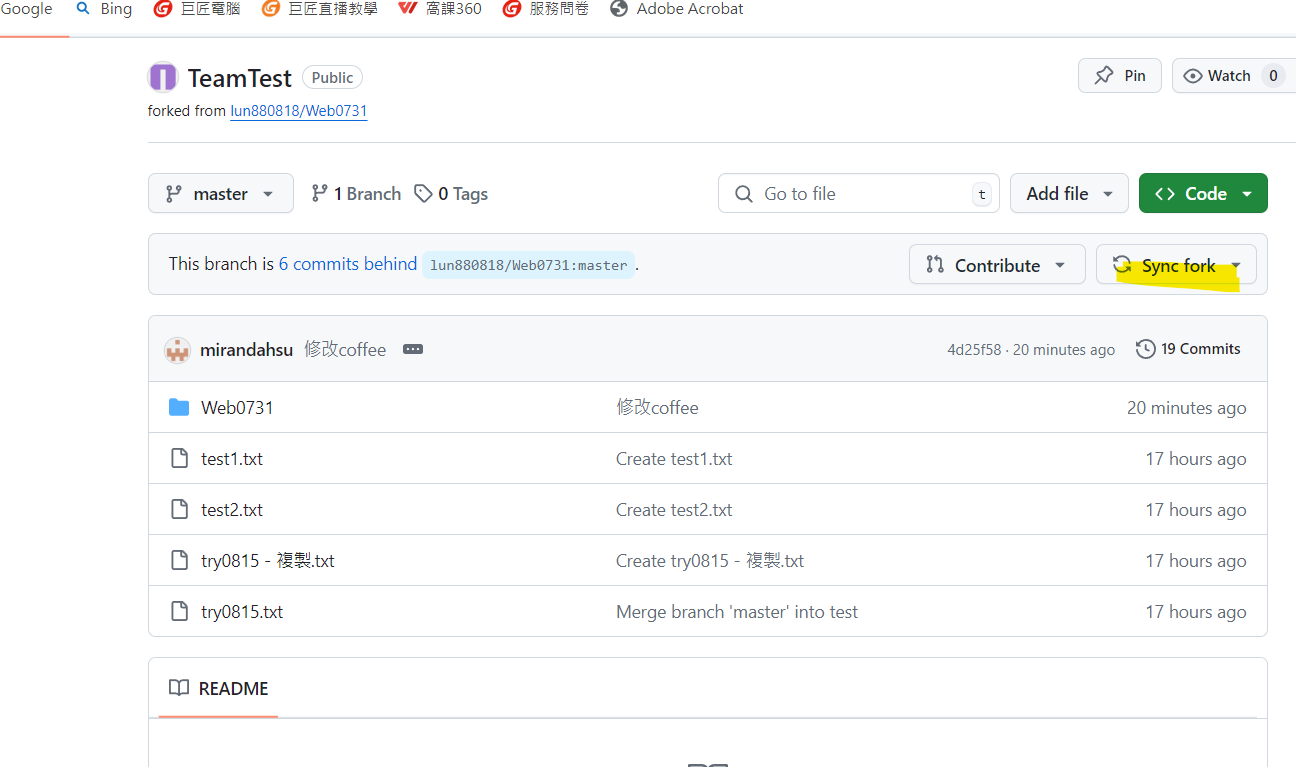 Google Bing 巨匠電腦 巨匠直播教學 窩課360 服務問卷 Adobe Acrobat
TeamTest Public Pin Watch 0
forked from lun880818/Web0731
master 1 Branch 0 Tags Go to file t Add file Code
This branch is 6 commits behind lun880818/Web0731:master . Contribute Sync fork
mirandahsu 修改coffee 4d25f58 · 20 minutes ago 19 Commits
Web0731 修改coffee 20 minutes ago
test1.txt Create test1.txt 17 hours ago
test2.txt Create test2.txt 17 hours ago
try0815 - 複製.txt Create try0815 - 複製.txt 17 hours ago
try0815.txt Merge branch 'master' into test 17 hours ago
README